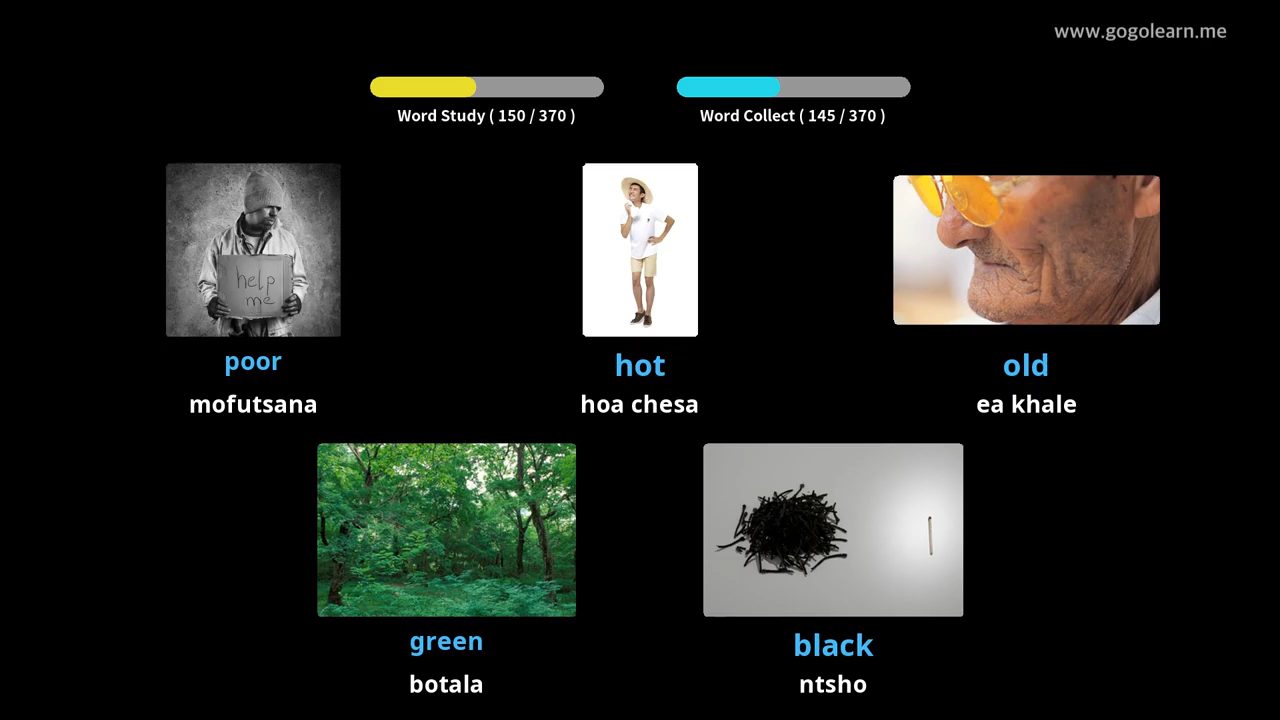 www.gogolearn.me
Word Study ( 150 / 370 )
Word Collect ( 145 / 370 )
help
me
poor
hot
old
mofutsana
hoa chesa
ea khale
green
black
botala
ntsho